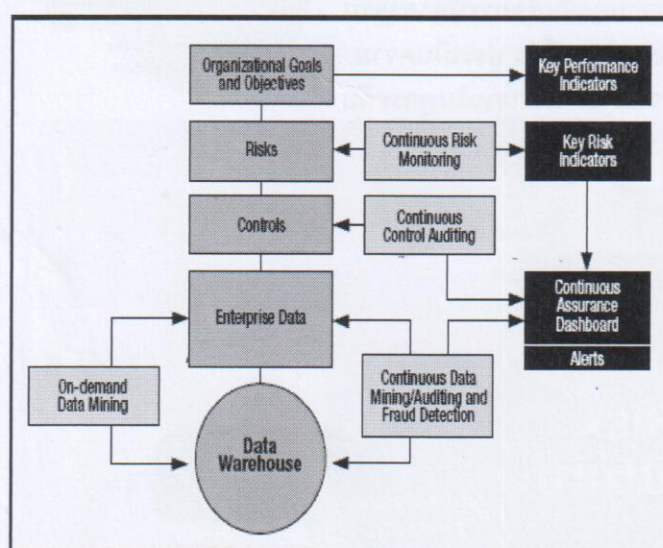 Organizational Goals
and Objectives
Key Performance
Indicators
Risks
Continuous Risk
Monitoring
Key Risk
Indicators
Controls
Continuous
Control Auditing
Enterprise Data
Continuous
Assurance
Dashboard
Alerts
On-demand
Data Mining
Continuous Data
Mining/Auditing and
Fraud Detection
Data
Warehouse